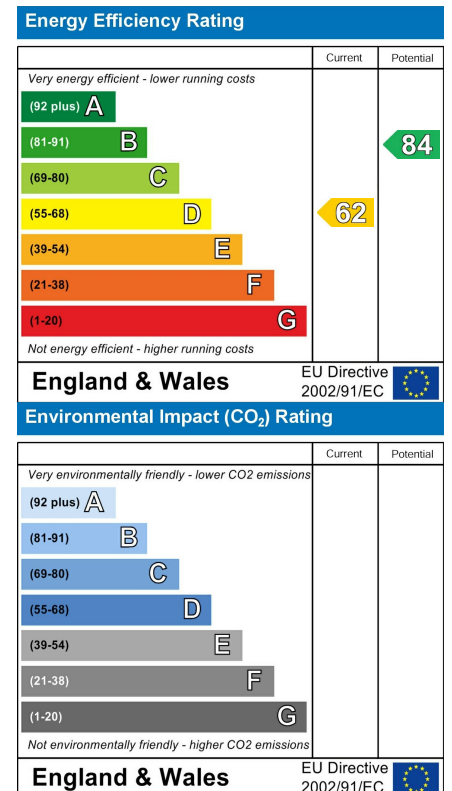 Energy Efficiency Rating
Current Potential
Very energy efficient - lower running costs
(92 plus) A
(81-91) B
84
(69-80) C
(55-68) D
62
(39-54) E
(21-38) F
(1-20) G
Not energy efficient - higher running costs
England & Wales
EU Directive
2002/91/EC
Environmental Impact (CO₂) Rating
Current Potential
Very environmentally friendly - lower CO2 emissions
(92 plus) A
(81-91) B
(69-80) C
(55-68) D
(39-54) E
(21-38) F
(1-20) G
Not environmentally friendly - higher CO2 emissions
England & Wales
EU Directive
2002/91/EC